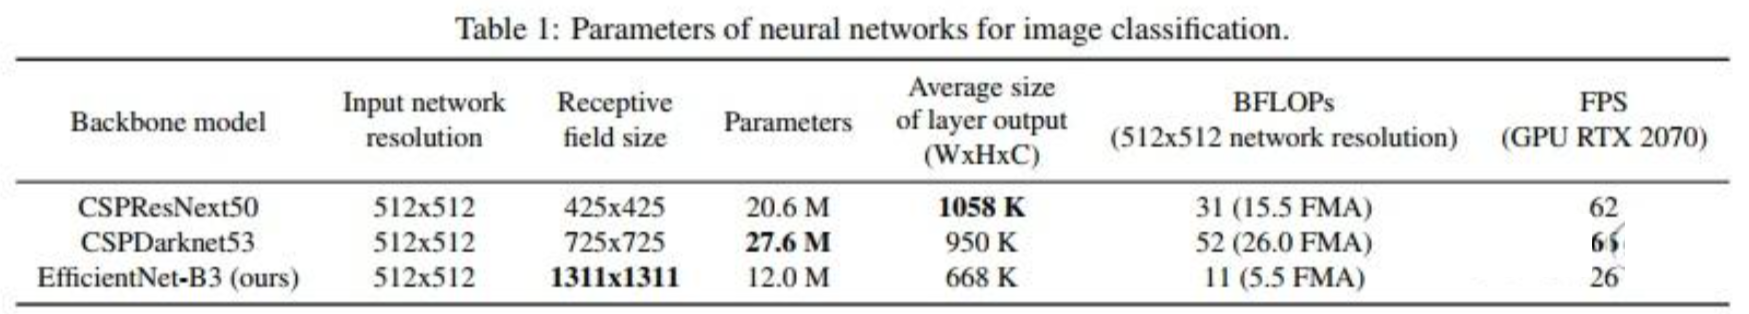 Table 1: Parameters of neural networks for image classification.
Backbone model Input network resolution Receptive field size Parameters Average size of layer output (WxHxC) BFLOPs (512x512 network resolution) FPS (GPU RTX 2070)
CSPResNext50 512x512 425x425 20.6 M 1058 K 31 (15.5 FMA) 62
CSPDarknet53 512x512 725x725 27.6 M 950 K 52 (26.0 FMA)
EfficientNet-B3 (ours) 512x512 1311x1311 12.0 M 668 K 11 (5.5 FMA) 26